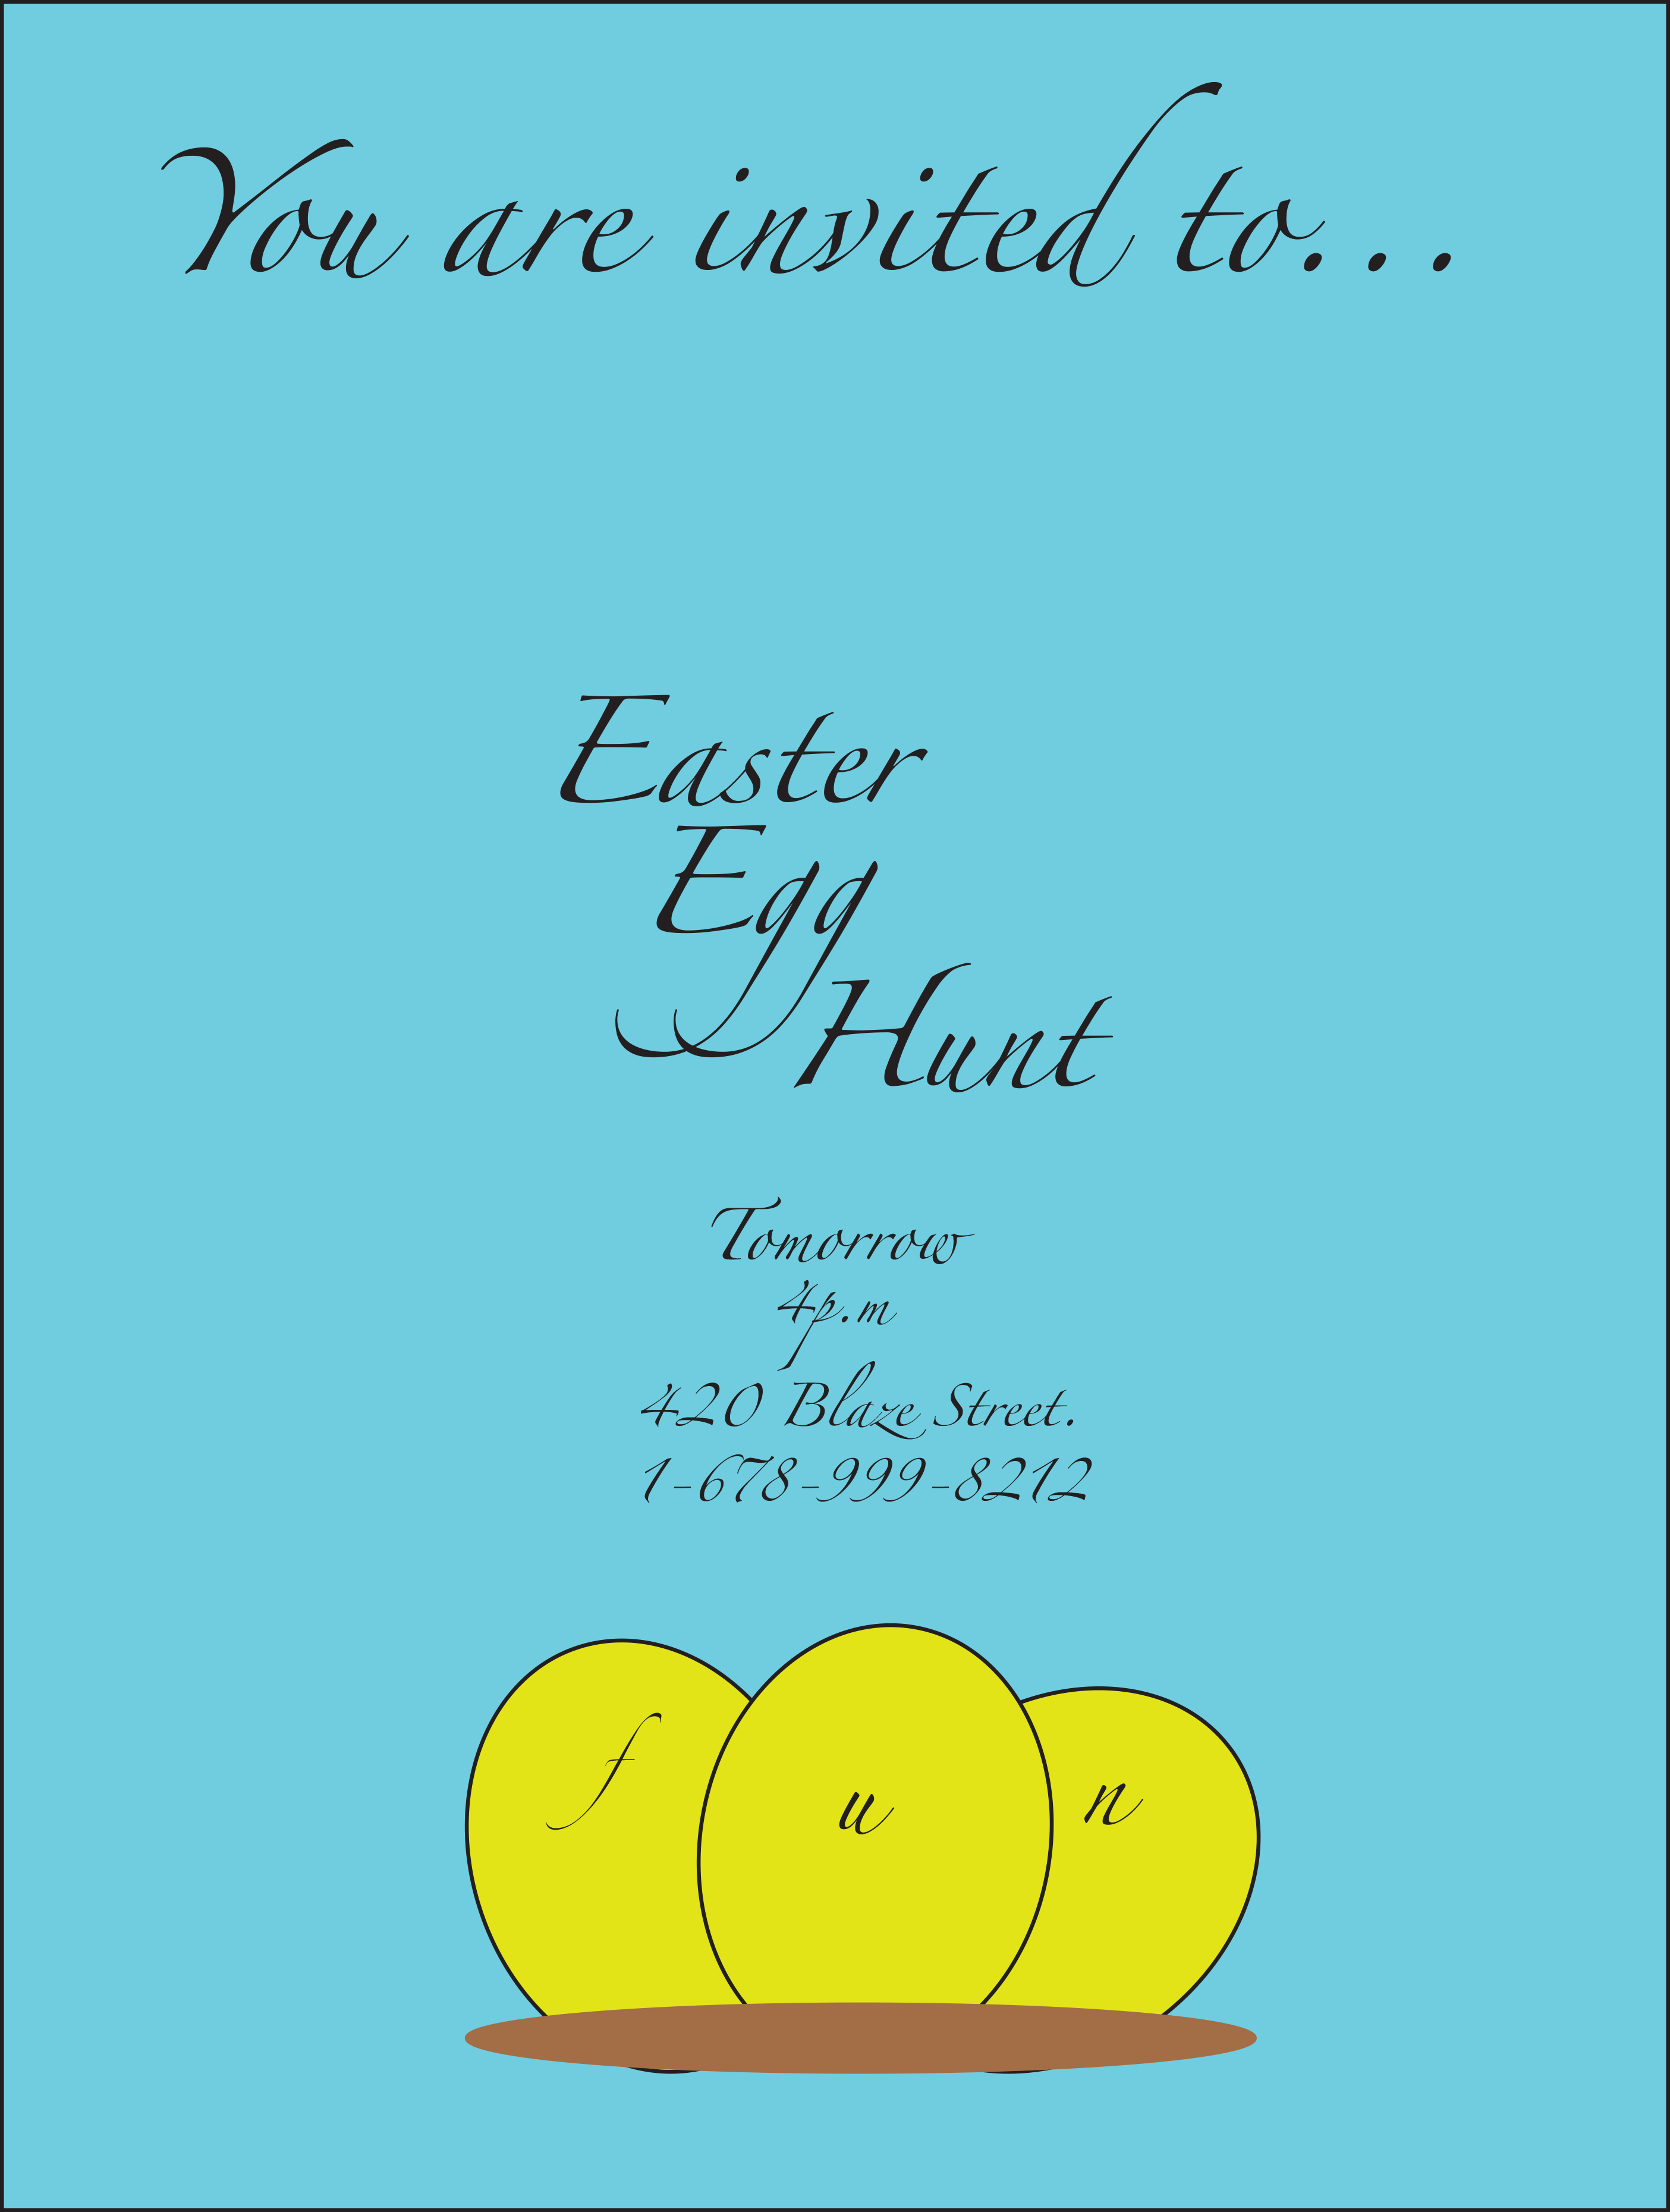 You are invited to...
Easter
Egg
Hunt
Tomorrow
4p.m
420 Blaze Street.
1-678-999-8212
f u n